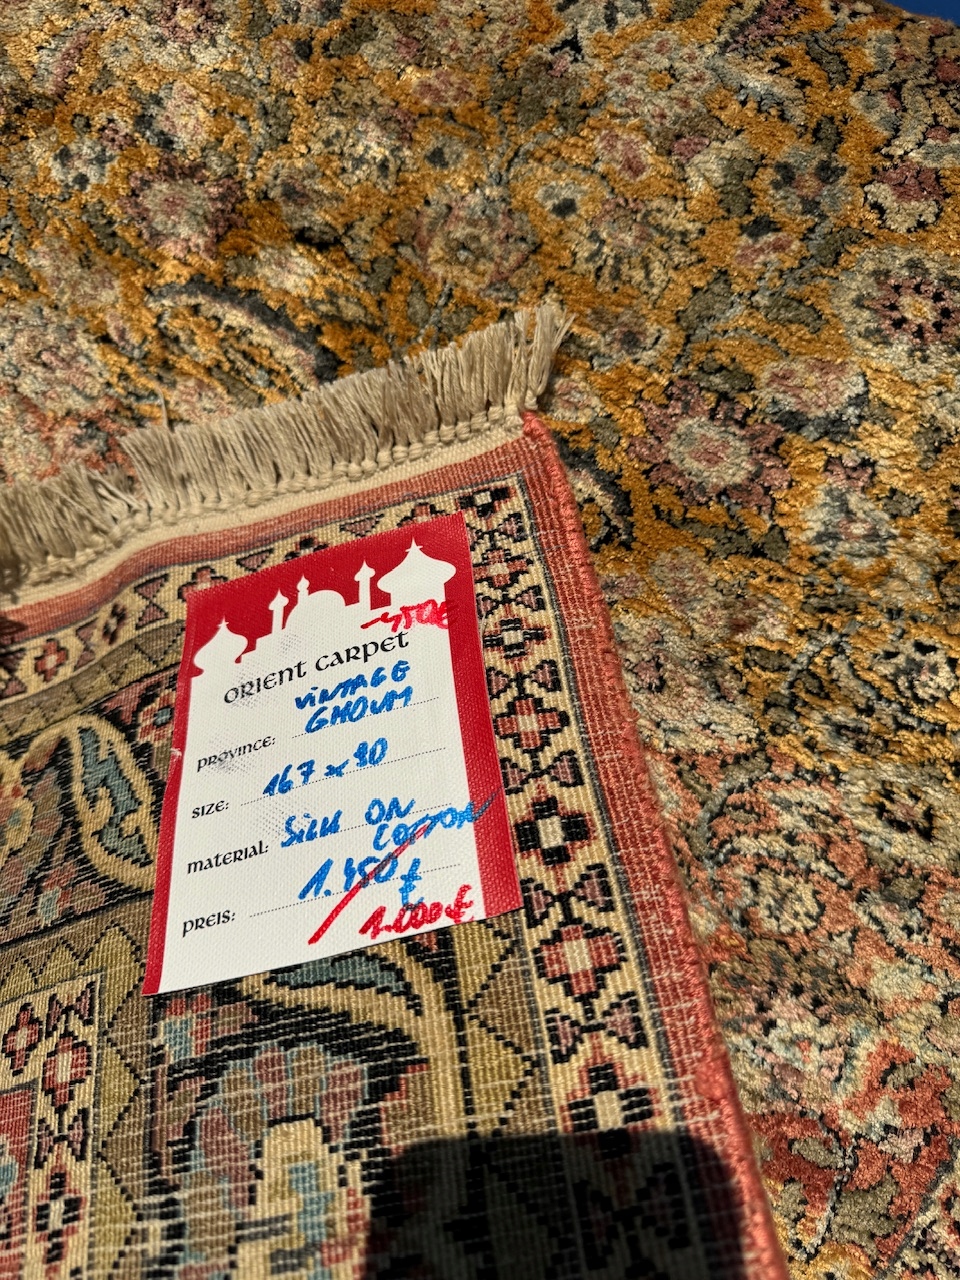 -450€
ORIENT CARPET
VINTAGE
PROVINCE: GHOUM
SIZE: 167 x 90
MATERIAL: SILK ON
COTTON
PREIS: 1.450 €
1.000 €